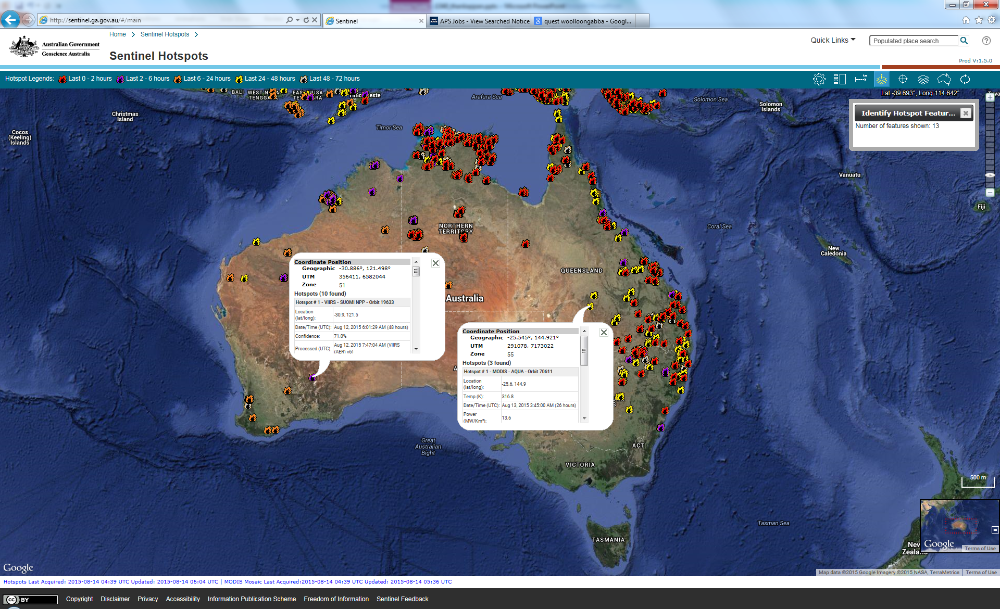 http://sentinel.ga.gov.au/#/main
Sentinel
APS Jobs - View Searched Notice
quest woolloongabba - Googl...
Australian Government
Geoscience Australia
Home > Sentinel Hotspots >
Sentinel Hotspots
Quick Links
Populated place search
Prod V:1.5.0
Hotspot Legends: Last 0 - 2 hours Last 2 - 6 hours Last 6 - 24 hours Last 24 - 48 hours Last 48 - 72 hours
Lat -39.693°, Long 114.642°
Identify Hotspot Featur...
Number of features shown: 13
BALI
Arafura Sea
Solomon Sea
Solomon
Islands
Christmas
Island
Timor Sea
Cocos
(Keeling)
Islands
Vanuatu
Fiji
NORTHERN
TERRITORY
Coral Sea
New
Caledonia
QUEENSLAND
Australia
Coordinate Position
Geographic -30.886°, 121.498°
UTM 356411, 6582044
Zone 51
Hotspots (10 found)
Hotspot # 1 - VIIRS - SUOMI NPP - Orbit 19633
Location
(lat/long): -30.9, 121.5
Date/Time (UTC): Aug 12, 2015 6:01:29 AM (48 hours)
Confidence: 71.0%
Processed (UTC): Aug 12, 2015 7:47:04 AM (VIIRS
(AER) v6)
Coordinate Position
Geographic -25.545°, 144.921°
UTM 291078, 7173022
Zone 55
Hotspots (3 found)
Hotspot # 1 - MODIS - AQUA - Orbit 70611
Location
(lat/long): -25.6, 144.9
Temp (K): 316.8
Date/Time (UTC): Aug 13, 2015 3:45:00 AM (26 hours)
Power
(MW/Km²): 13.6
Great
Australian
Bight
ACT
VICTORIA
500 m
Tasman Sea
TASMANIA
New
Google
Terms of Use
Google
Map data ©2015 Google Imagery ©2015 NASA, TerraMetrics
Terms of Use
Hotspots Last Acquired: 2015-08-14 04:39 UTC Updated: 2015-08-14 06:04 UTC | MODIS Mosaic Last Acquired:2015-08-14 04:39 UTC Updated: 2015-08-14 05:36 UTC
cc BY
Copyright Disclaimer Privacy Accessibility Information Publication Scheme Freedom of Information Sentinel Feedback